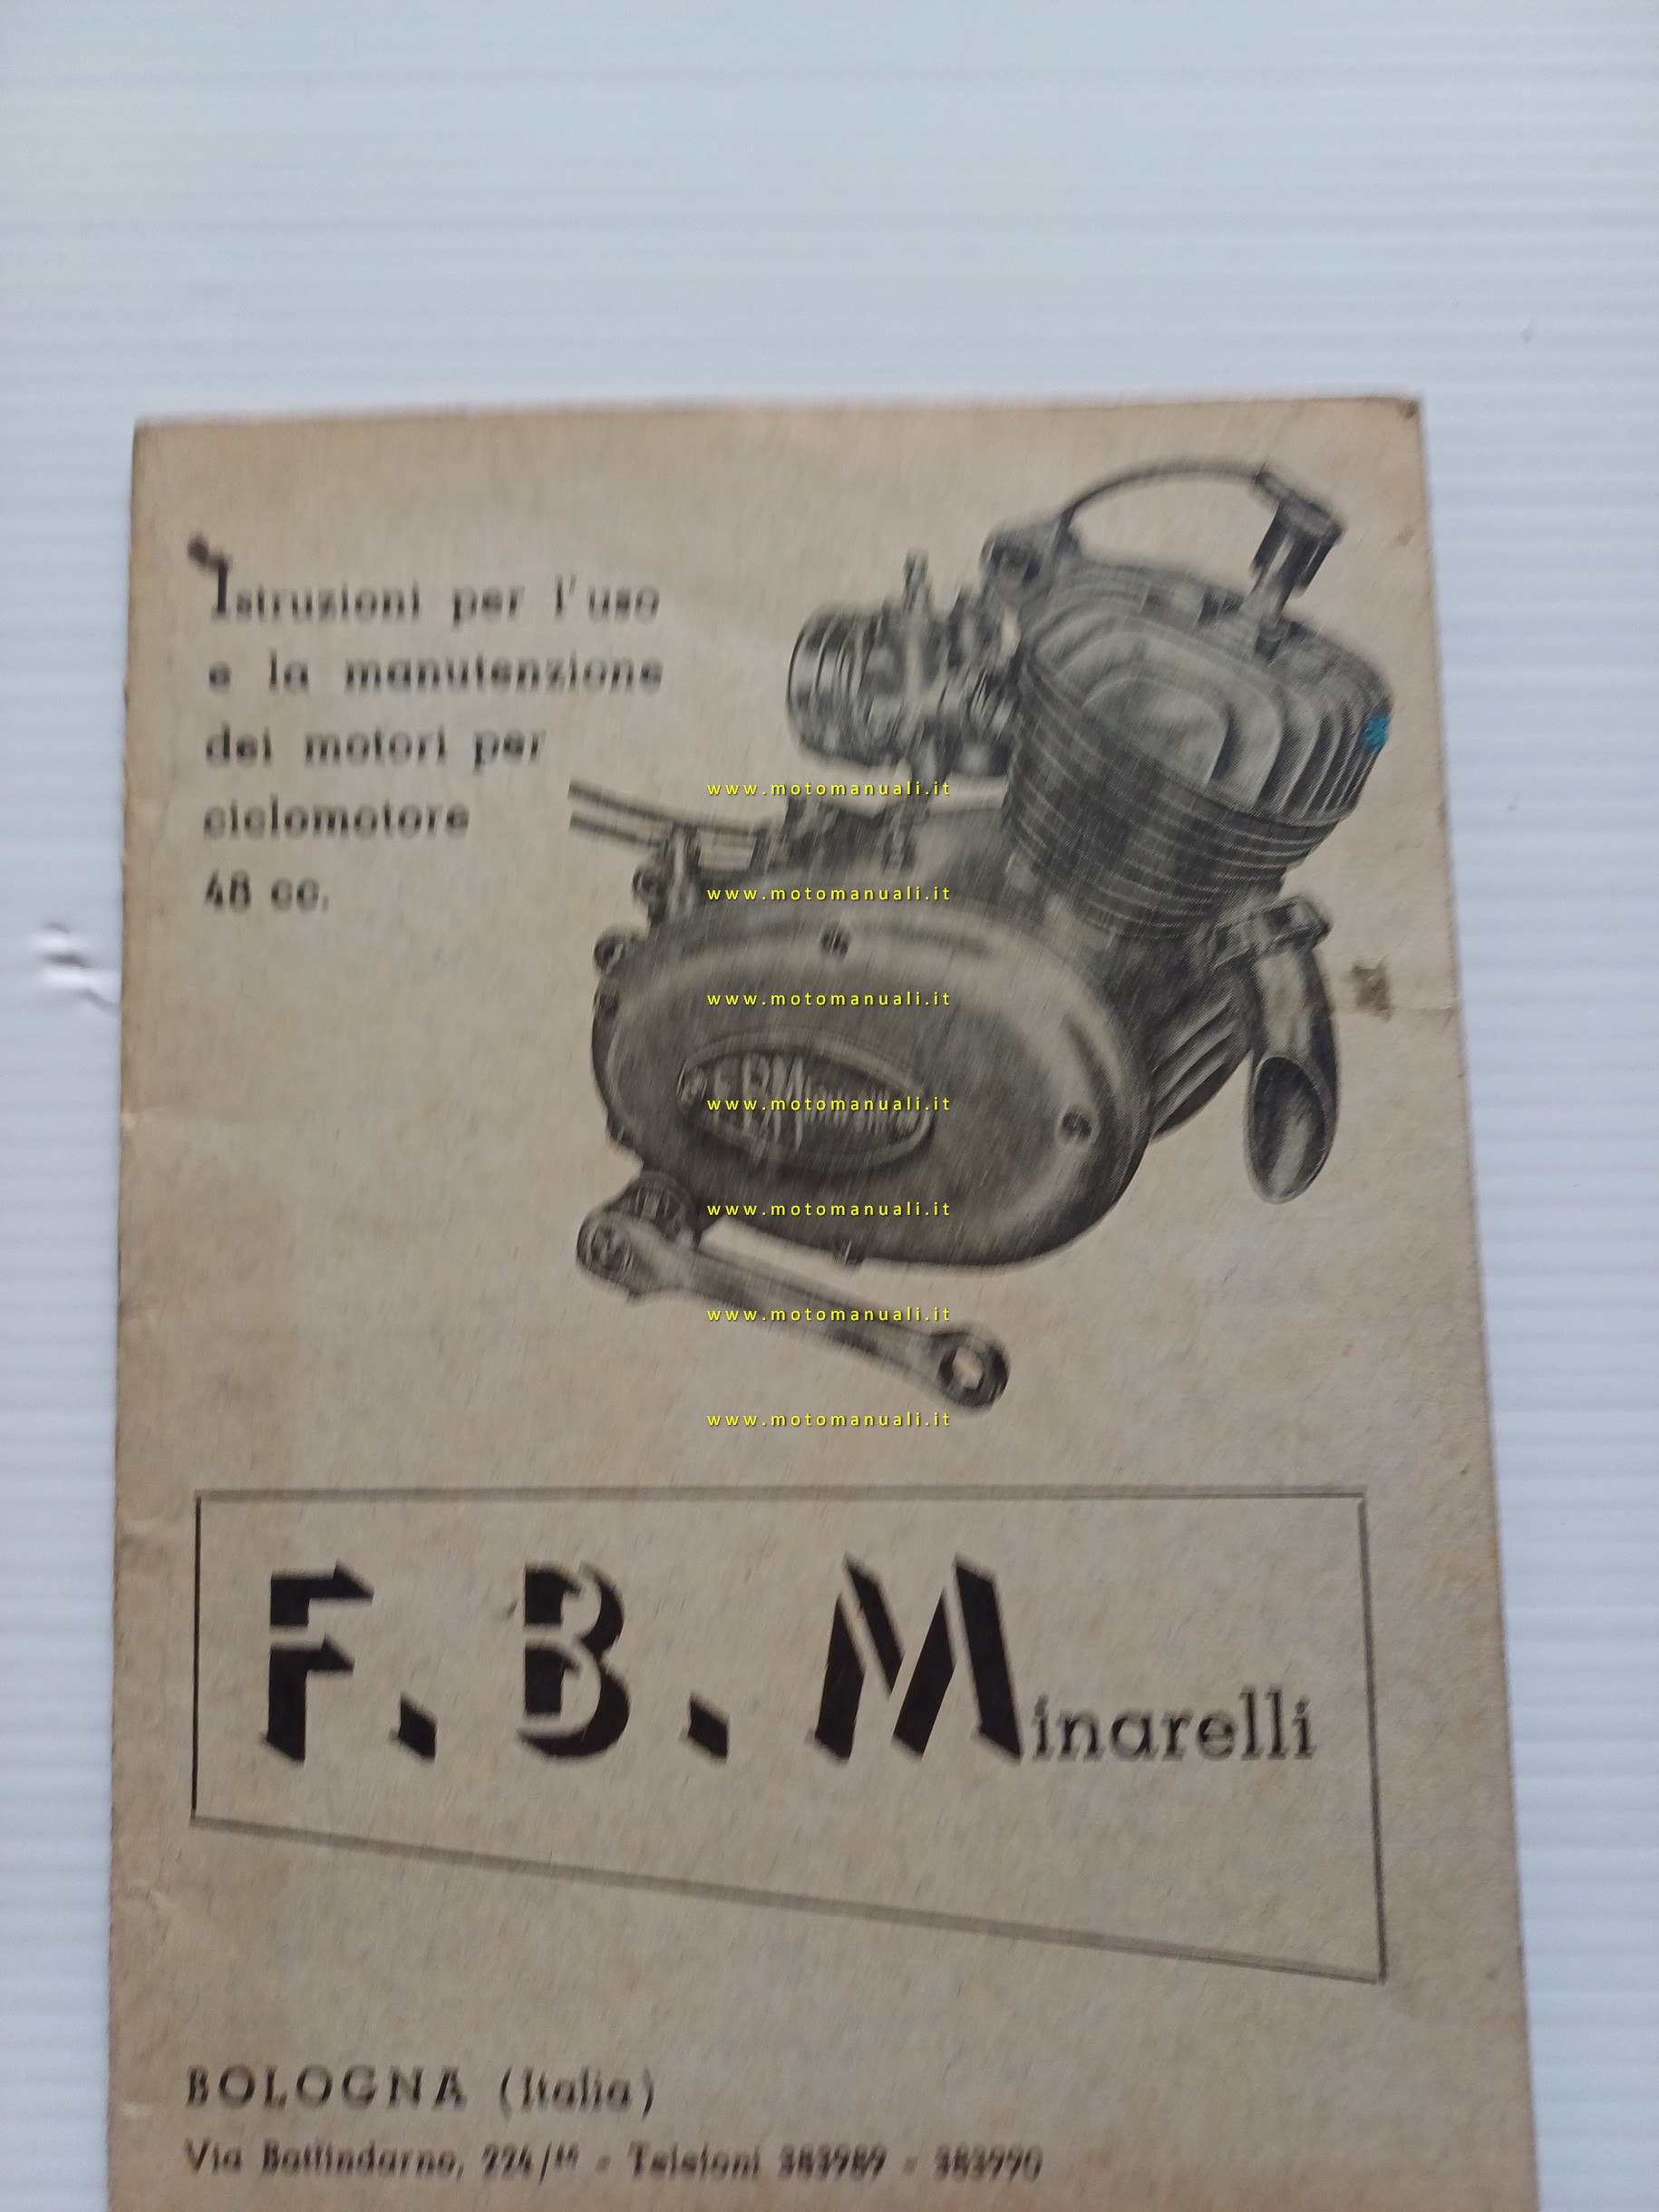 Istruzioni per l'uso
e la manutenzione
dei motori per
ciclomotore
48 cc.
www.motomanuali.it
www.motomanuali.it
www.motomanuali.it
F.B.Minarelli
www.motomanuali.it
www.motomanuali.it
www.motomanuali.it
www.motomanuali.it
F.B.Minarelli
BOLOGNA (Italia)
Via Battindarno, 224/ - Telefoni 383989 - 383990